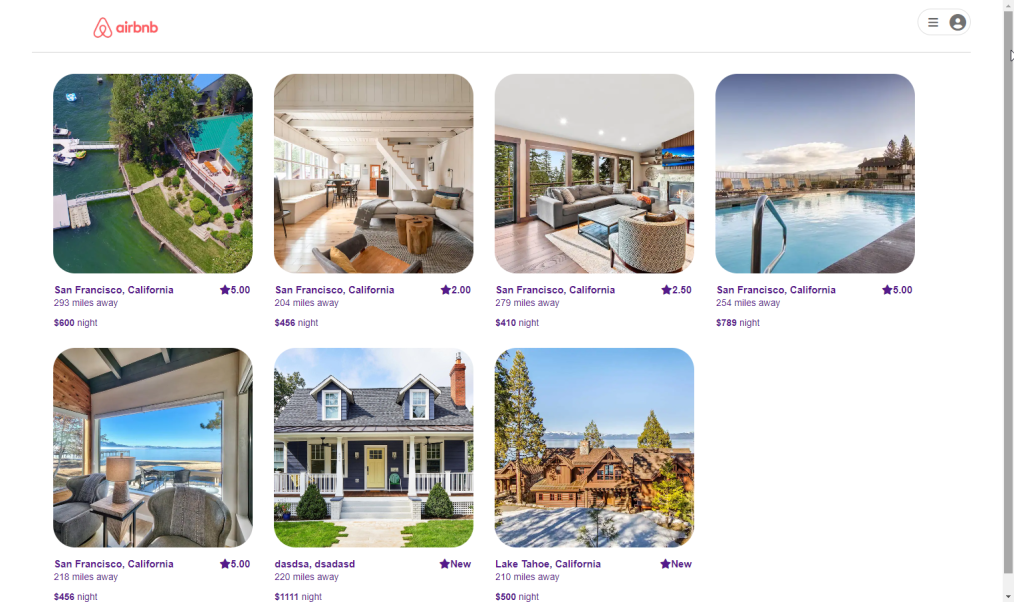 airbnb
San Francisco, California ★5.00
293 miles away
$600 night
San Francisco, California ★2.00
204 miles away
$456 night
San Francisco, California ★2.50
279 miles away
$410 night
San Francisco, California ★5.00
254 miles away
$789 night
San Francisco, California ★5.00
218 miles away
$456 night
dasdsa, dsadasd ★New
220 miles away
$1111 night
Lake Tahoe, California ★New
210 miles away
$500 night